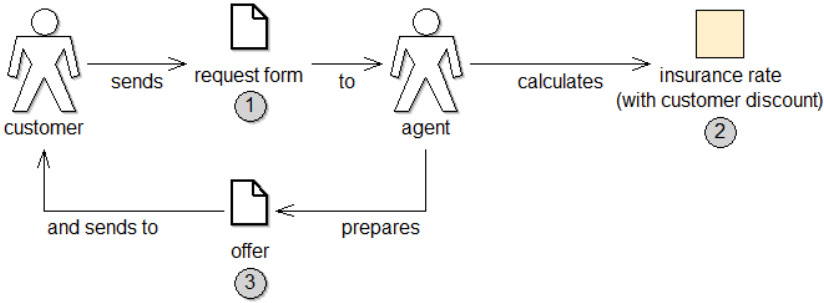 sends
request form
to
calculates
insurance rate
(with customer discount)
1
customer
agent
2
and sends to
prepares
offer
3